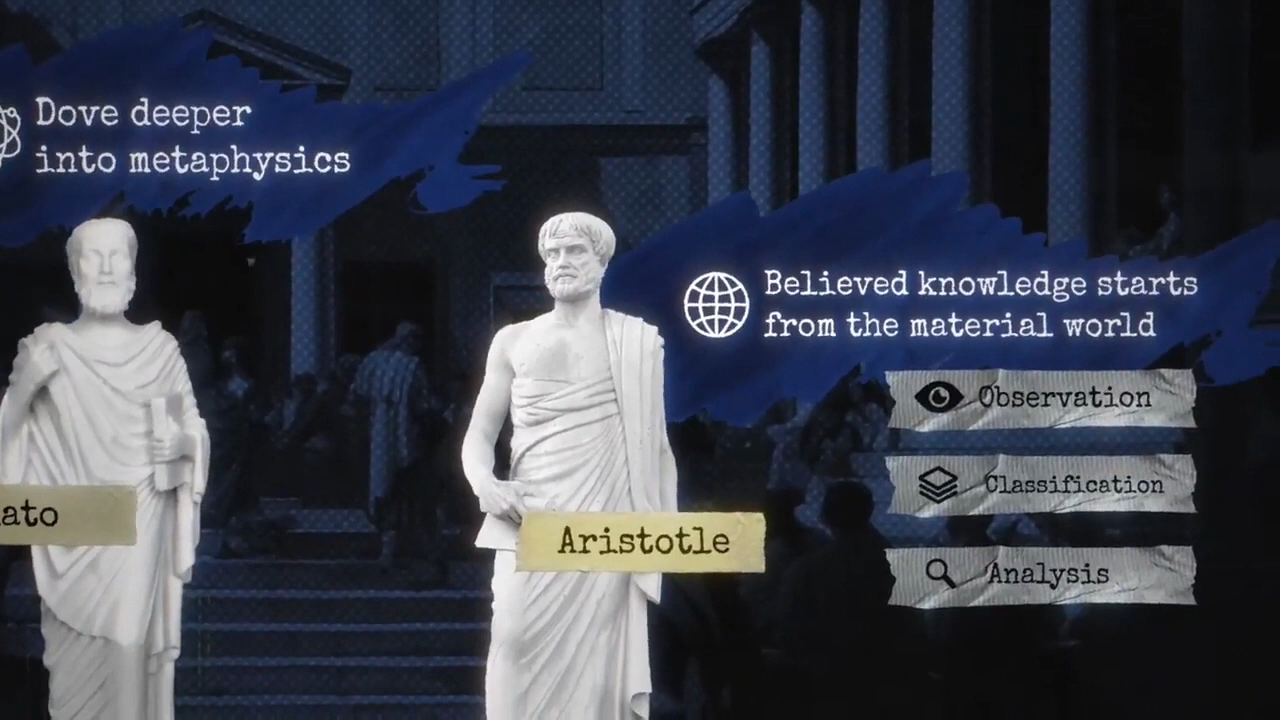 Dove deeper
into metaphysics
Believed knowledge starts
from the material world
Observation
Classification
Analysis
ato
Aristotle